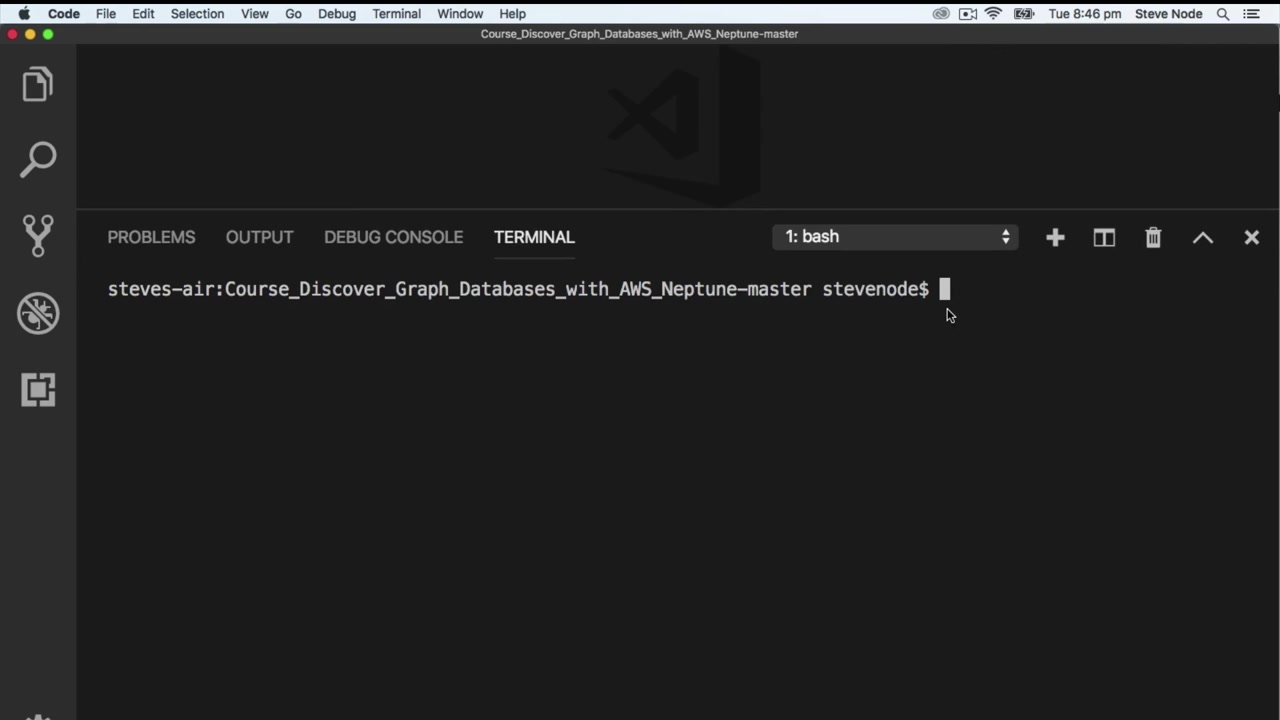 Code File Edit Selection View Go Debug Terminal Window Help Tue 8:46 pm Steve Node
Course_Discover_Graph_Databases_with_AWS_Neptune-master
PROBLEMS OUTPUT DEBUG CONSOLE TERMINAL 1: bash
steves-air:Course_Discover_Graph_Databases_with_AWS_Neptune-master stevenode$